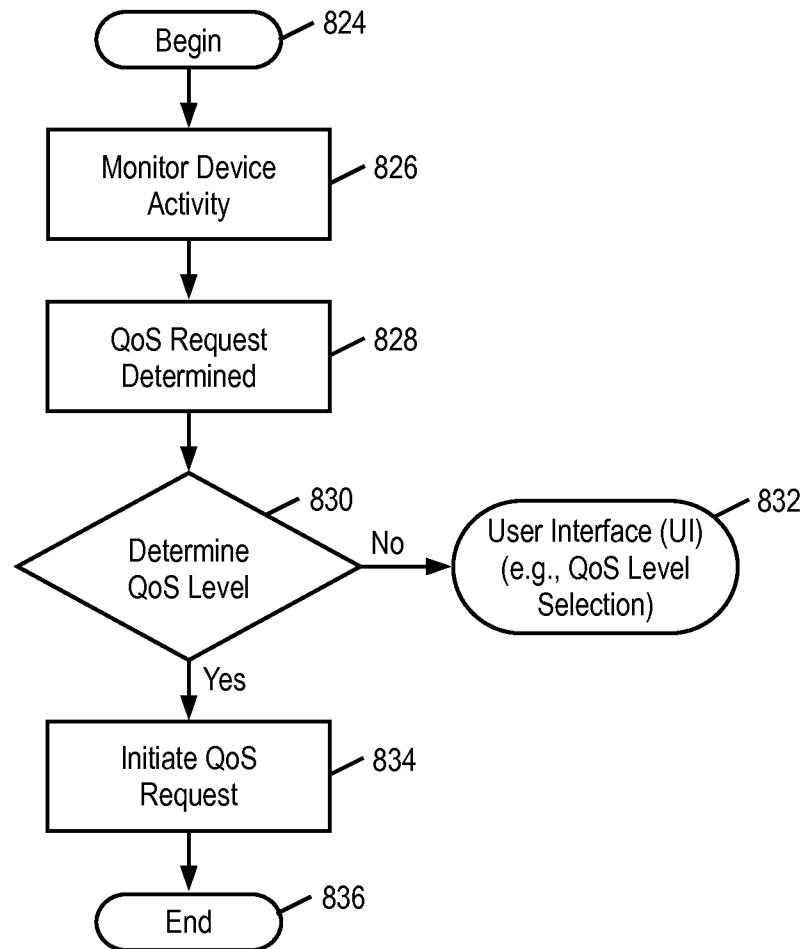 Begin
824
Monitor Device
Activity
826
QoS Request
Determined
828
830
Determine
QoS Level
No
User Interface (UI)
(e.g., QoS Level
Selection)
832
Yes
Initiate QoS
Request
834
End
836